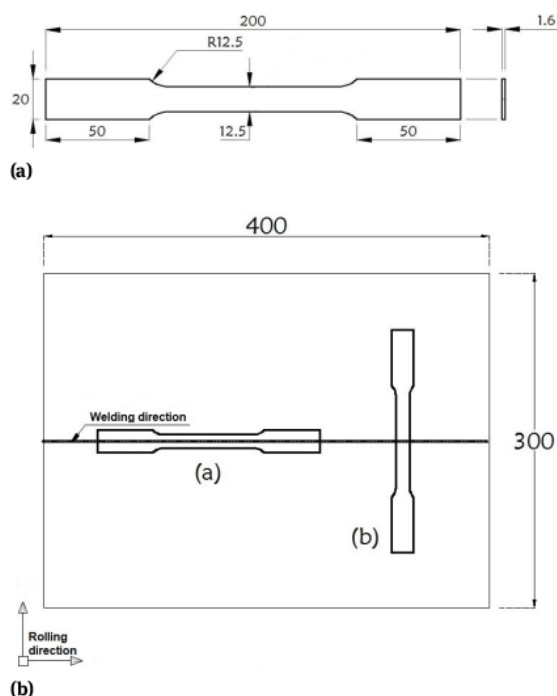 200
1.6
R12.5
20
50
12.5
50
(a)
400
Welding direction
300
(a)
(b)
Rolling
direction
(b)